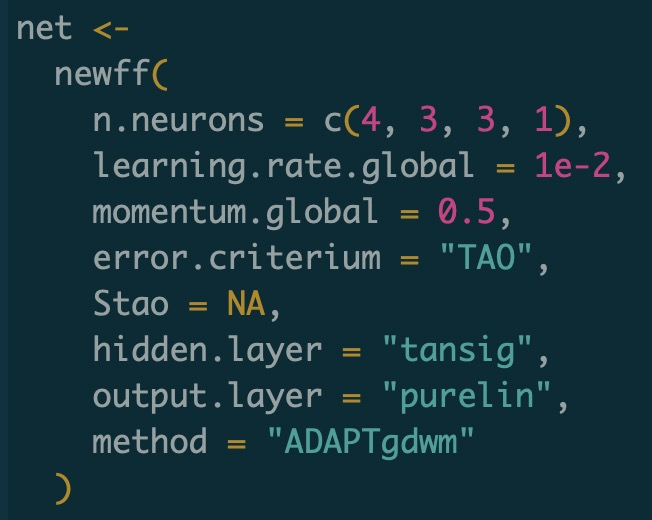 net <-
  newff(
    n.neurons = c(4, 3, 3, 1),
    learning.rate.global = 1e-2,
    momentum.global = 0.5,
    error.criterium = "TAO",
    Stao = NA,
    hidden.layer = "tansig",
    output.layer = "purelin",
    method = "ADAPTgdwm"
  )